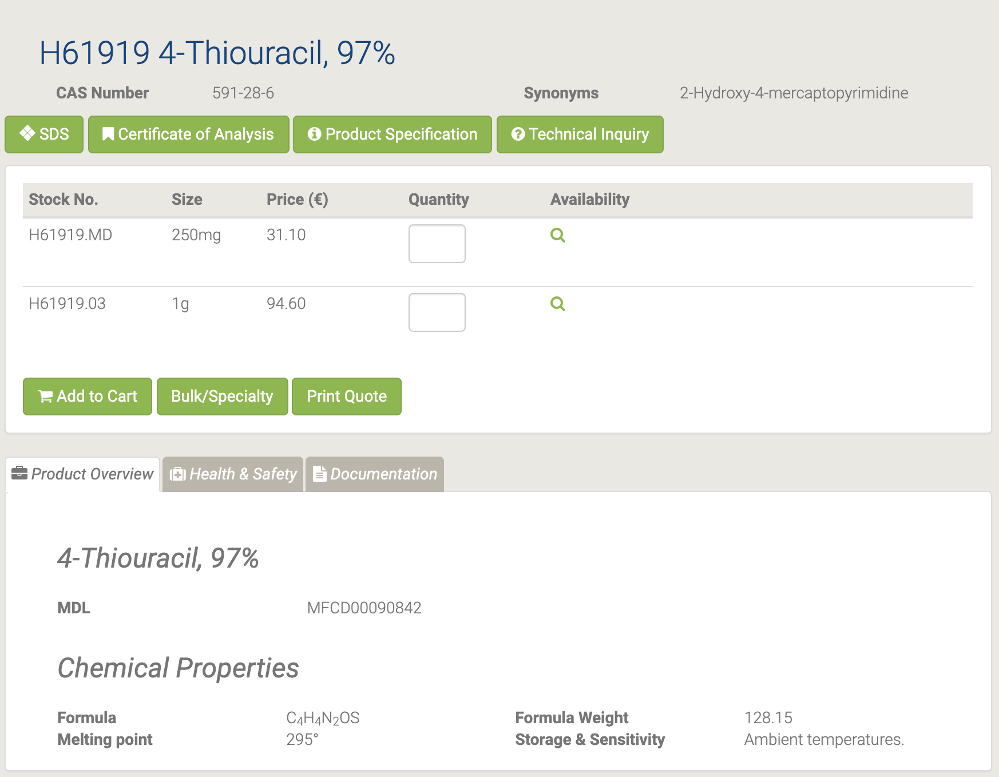 H61919 4-Thiouracil, 97%
CAS Number 591-28-6 Synonyms 2-Hydroxy-4-mercaptopyrimidine
SDS Certificate of Analysis Product Specification Technical Inquiry
Stock No. Size Price (€) Quantity Availability
H61919.MD 250mg 31.10
H61919.03 1g 94.60
Add to Cart Bulk/Specialty Print Quote
Product Overview Health & Safety Documentation
4-Thiouracil, 97%
MDL MFCD00090842
Chemical Properties
Formula C₄H₄N₂OS Formula Weight 128.15
Melting point 295° Storage & Sensitivity Ambient temperatures.